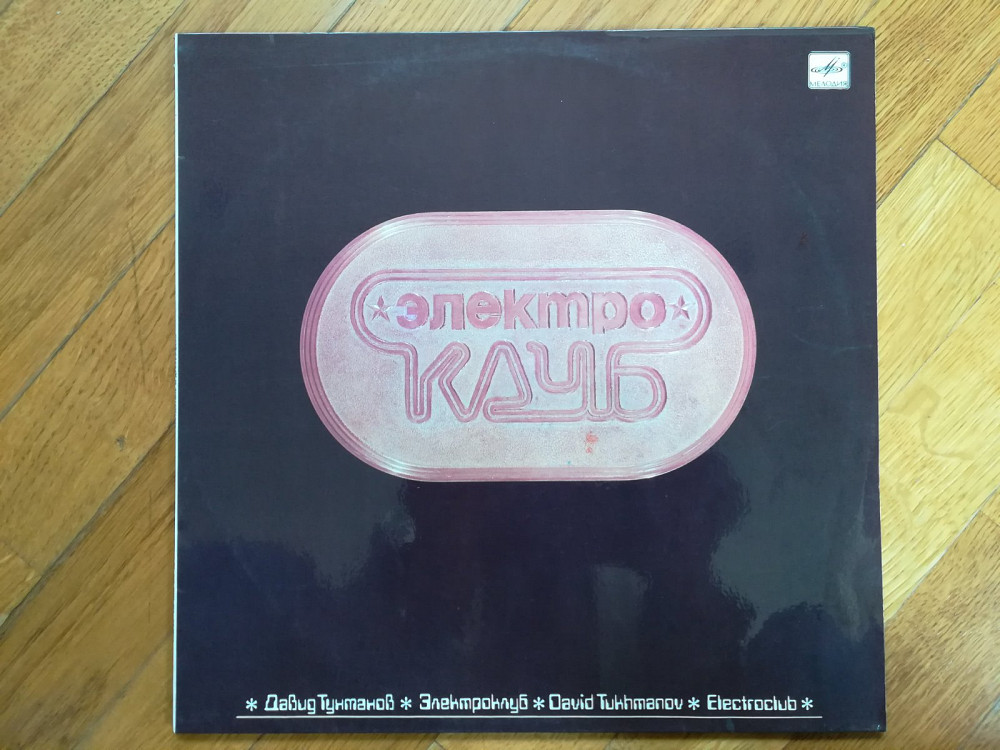 МЕЛОДИЯ
электро
КЛУБ
* Давид Тухманов * Электроклуб * David Tukhmanov * Electroclub *